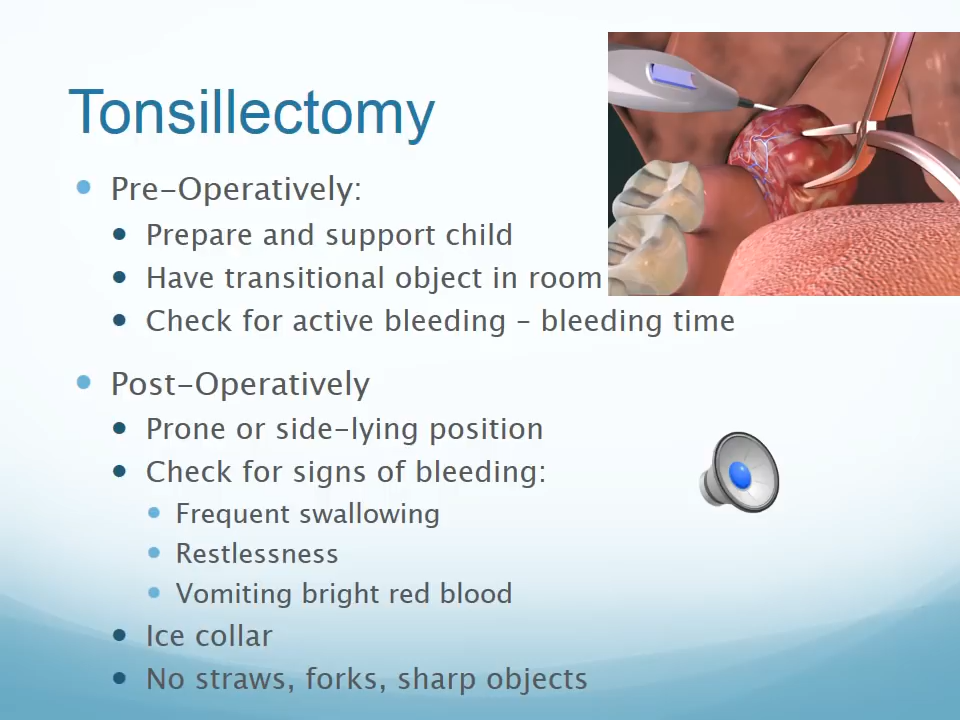 Tonsillectomy
Pre-Operatively:
Prepare and support child
Have transitional object in room
Check for active bleeding – bleeding time
Post-Operatively
Prone or side-lying position
Check for signs of bleeding:
Frequent swallowing
Restlessness
Vomiting bright red blood
Ice collar
No straws, forks, sharp objects